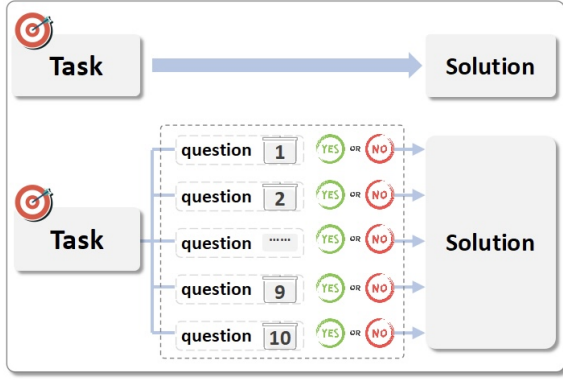 Task
Solution
question 1 YES OR NO
question 2 YES OR NO
Task
question ...... YES OR NO
Solution
question 9 YES OR NO
question 10 YES OR NO